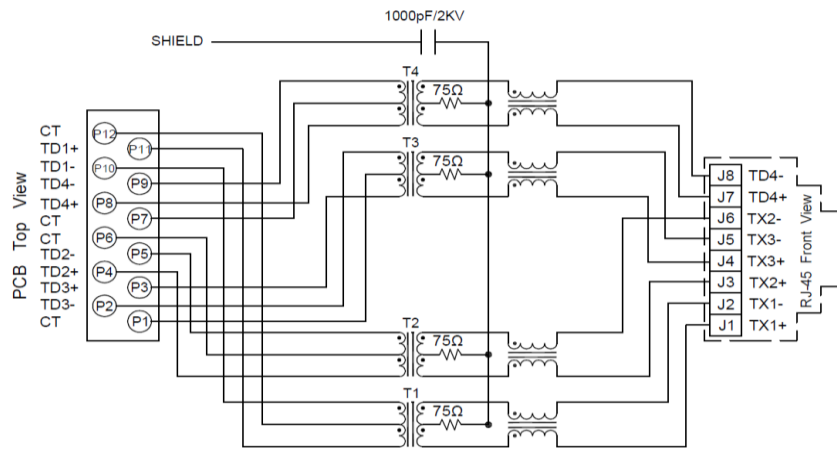 1000pF/2KV
SHIELD
T4
75Ω
CT P12
TD1+ P11
TD1- P10
TD4- P9
TD4+ P8
CT P7
CT P6
TD2- P5
TD2+ P4
TD3+ P3
TD3- P2
CT P1
PCB Top View
T3
75Ω
T2
75Ω
T1
75Ω
J8 TD4-
J7 TD4+
J6 TX2-
J5 TX3-
J4 TX3+
J3 TX2+
J2 TX1-
J1 TX1+
RJ-45 Front View